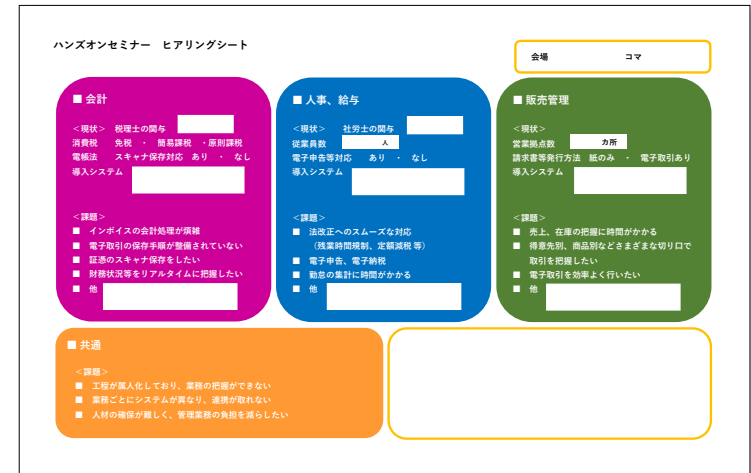 ハンズオンセミナー　ヒアリングシート
会場　　　　コマ
■ 会計
＜現状＞　税理士の関与
消費税　　免税　・　簡易課税　・原則課税
電帳法　　スキャナ保存対応　あり　・　なし
導入システム
＜課題＞
■　インボイスの会計処理が煩雑
■　電子取引の保存手順が整備されていない
■　証憑のスキャナ保存をしたい
■　財務状況等をリアルタイムに把握したい
■　他
■ 人事、給与
＜現状＞　　社労士の関与
従業員数　　　　人
電子申告等対応　　あり　・　なし
導入システム
＜課題＞
■　法改正へのスムーズな対応
（残業時間規制、定額減税 等）
■　電子申告、電子納税
■　勤怠の集計に時間がかかる
■　他
■ 販売管理
＜現状＞
営業拠点数　　　　カ所
請求書等発行方法　紙のみ　・　電子取引あり
導入システム
＜課題＞
■　売上、在庫の把握に時間がかかる
■　得意先別、商品別などさまざまな切り口で
取引を把握したい
■　電子取引を効率よく行いたい
■　他
■ 共通
＜課題＞
■　工程が属人化しており、業務の把握ができない
■　業務ごとにシステムが異なり、連携が取れない
■　人材の確保が難しく、管理業務の負担を減らしたい